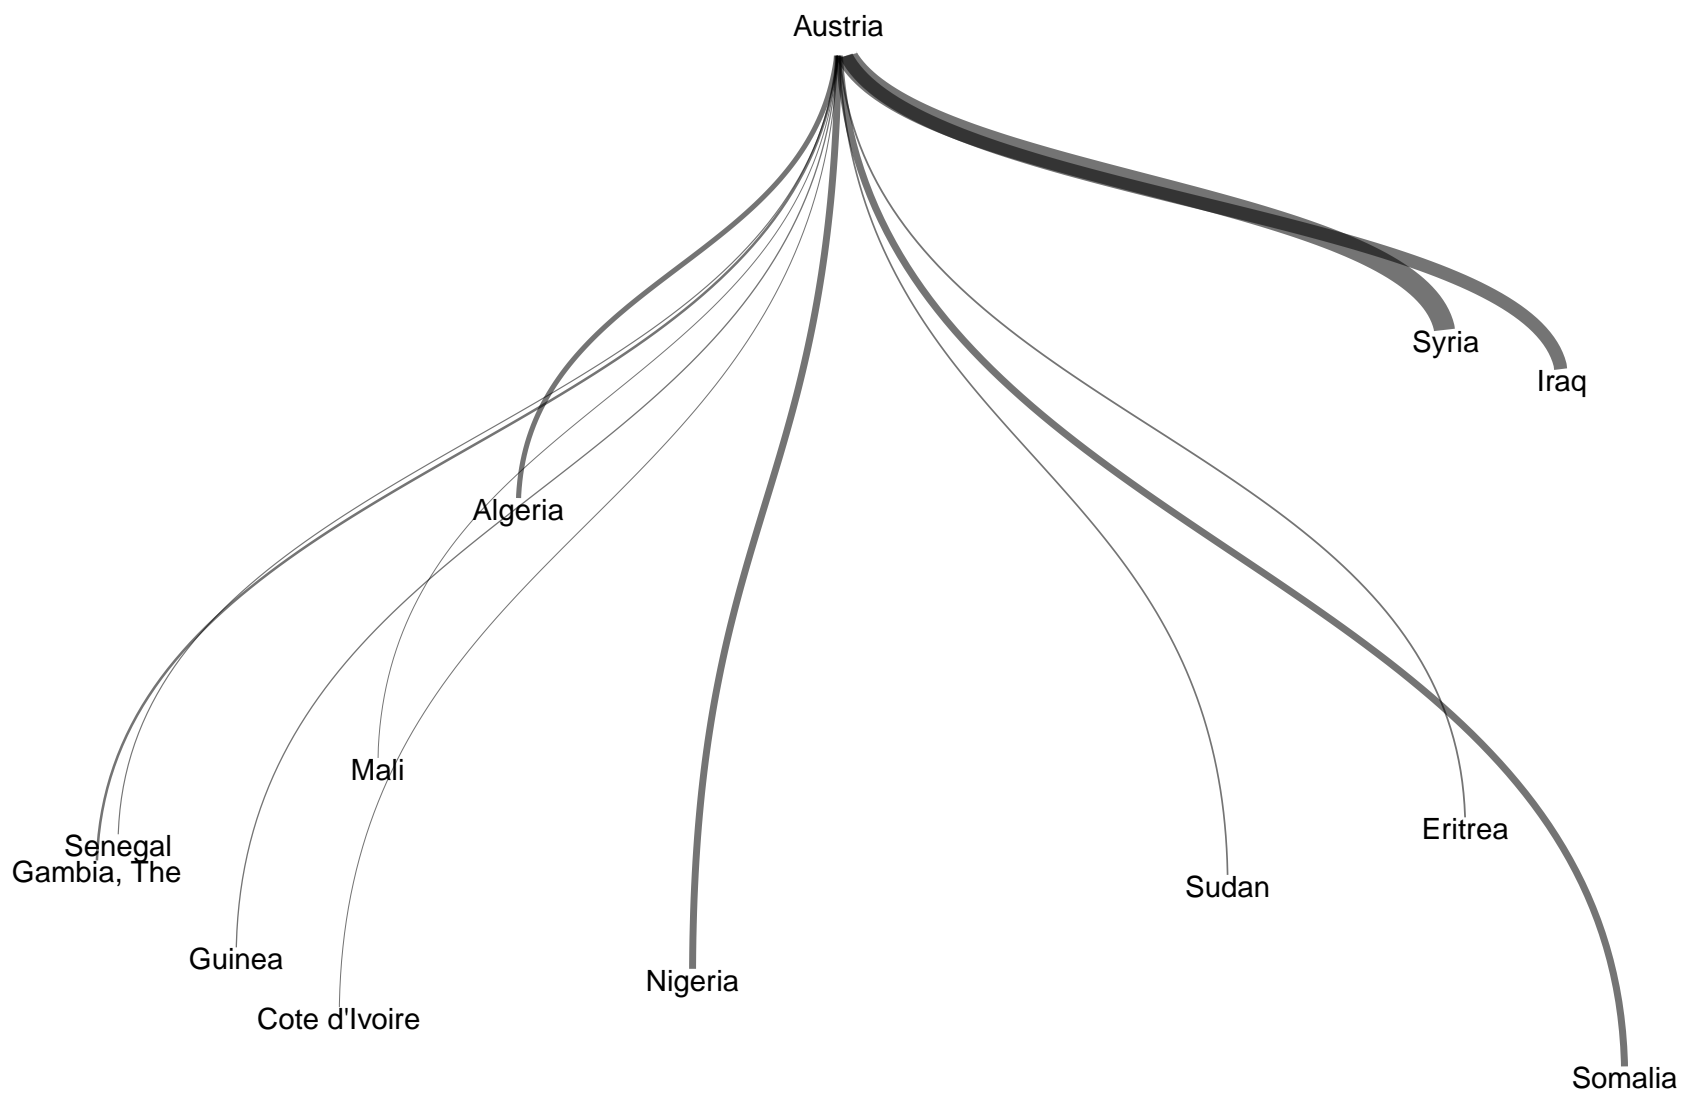 Austria
Syria
Iraq
Algeria
Mali
Eritrea
Senegal
Gambia, The
Sudan
Guinea
Nigeria
Cote d'Ivoire
Somalia